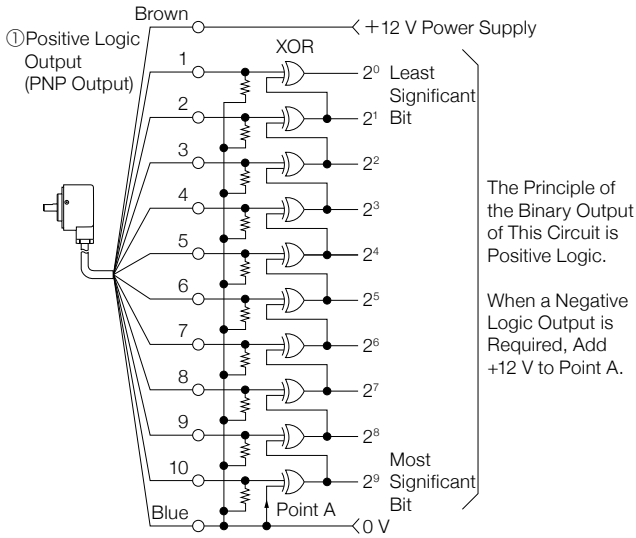 Brown
+12 V Power Supply
①Positive Logic
Output
(PNP Output)
XOR
1
2⁰ Least
Significant
Bit
2
2¹
3
2²
4
2³
5
2⁴
6
2⁵
7
2⁶
8
2⁷
9
2⁸
10
2⁹ Most
Significant
Bit
Point A
Blue
0 V
The Principle of
the Binary Output
of This Circuit is
Positive Logic.
When a Negative
Logic Output is
Required, Add
+12 V to Point A.